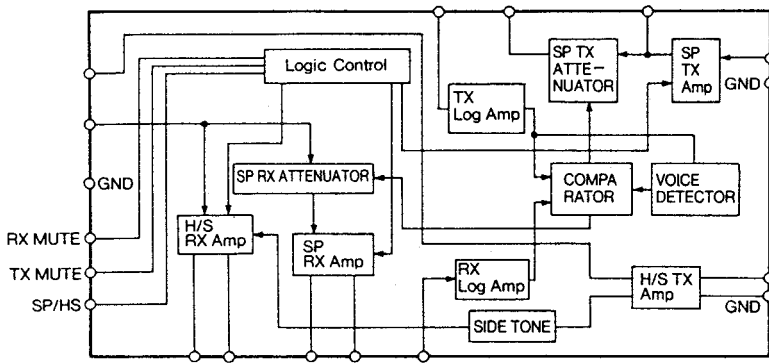 Logic Control
SP TX
ATTE-
NUATOR
SP
TX
Amp
GND
TX
Log Amp
GND
SP RX ATTENUATOR
COMPA
RATOR
VOICE
DETECTOR
RX MUTE
H/S
RX Amp
SP
RX Amp
TX MUTE
RX
Log Amp
H/S TX
Amp
SP/HS
GND
SIDE TONE